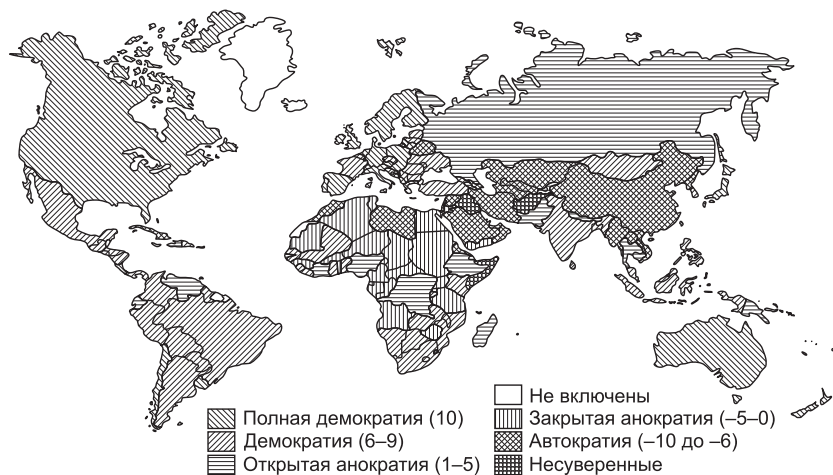 Полная демократия (10)
Демократия (6–9)
Открытая анократия (1–5)
Не включены
Закрытая анократия (–5–0)
Автократия (–10 до –6)
Несуверенные